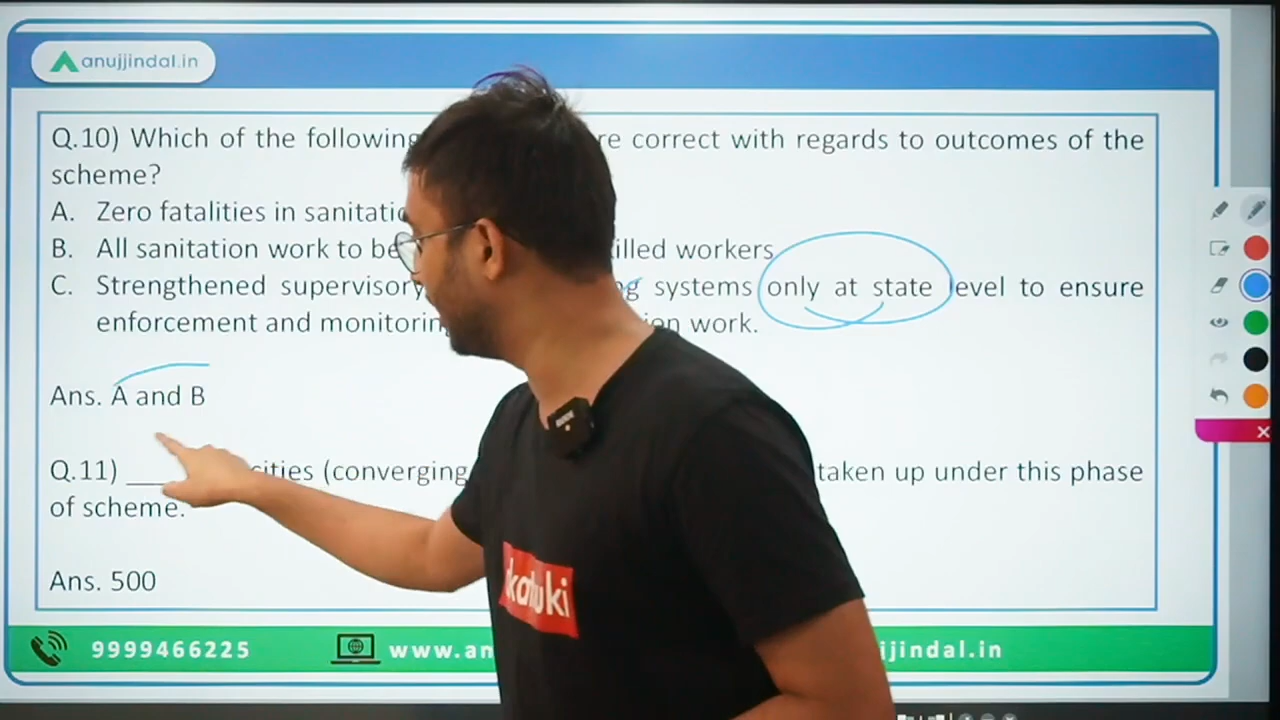 anujjindal.in
Q.10) Which of the following re correct with regards to outcomes of the
scheme?
A. Zero fatalities in sanitatio
B. All sanitation work to be illed workers
C. Strengthened supervisory systems only at state level to ensure
enforcement and monitoring work.
Ans. A and B
Q.11) ___ cities (converging taken up under this phase
of scheme.
Ans. 500
9999466225 www.an jjindal.in